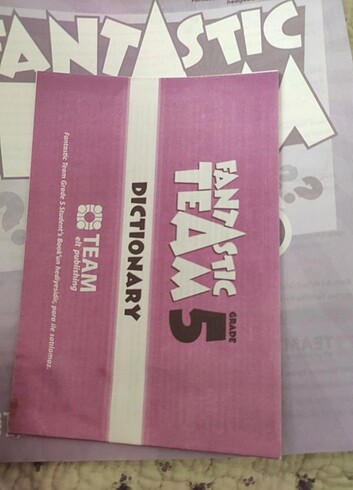 FANTASTIC
FANTASTIC
TEAM
GRADE
5
DICTIONARY
TEAM
elt publishing
Fantastic Team Grade 5 Student's Book'un hediyesidir, para ile satılamaz.